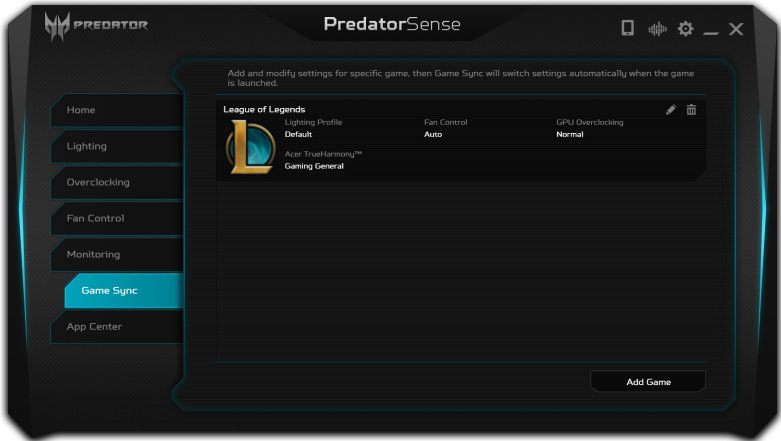 PREDATOR
PredatorSense
Add and modify settings for specific game, then Game Sync will switch settings automatically when the game
is launched.
Home
Lighting
Overclocking
Fan Control
Monitoring
Game Sync
App Center
League of Legends
Lighting Profile
Default
Fan Control
Auto
GPU Overclocking
Normal
Acer TrueHarmony™
Gaming General
Add Game